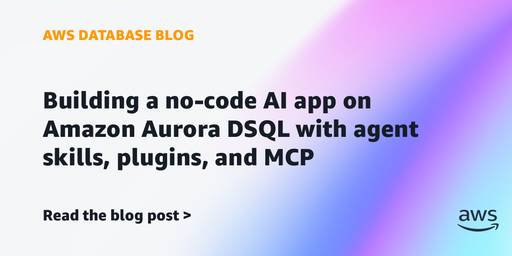 AWS DATABASE BLOG
Building a no-code AI app on
Amazon Aurora DSQL with agent
skills, plugins, and MCP
Read the blog post >
aws